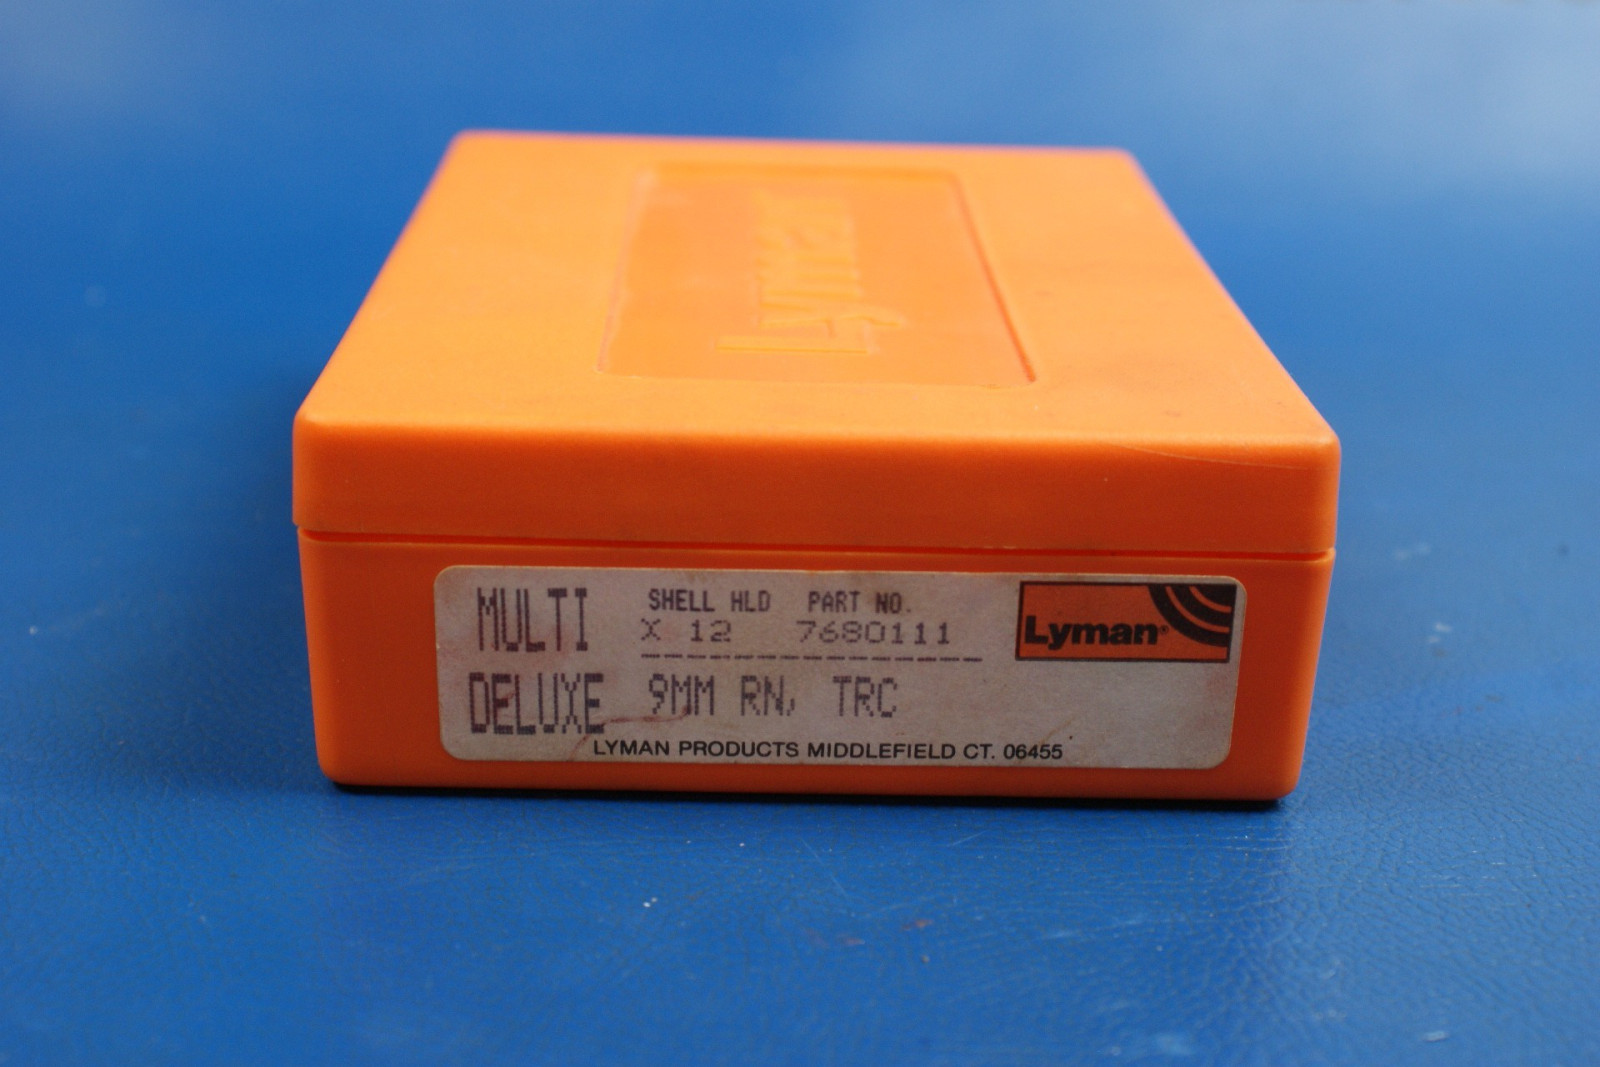 Lyman
MULTI
DELUXE
SHELL HLD PART NO.
X 12 7680111
9MM RN, TRC
Lyman®
LYMAN PRODUCTS MIDDLEFIELD CT. 06455